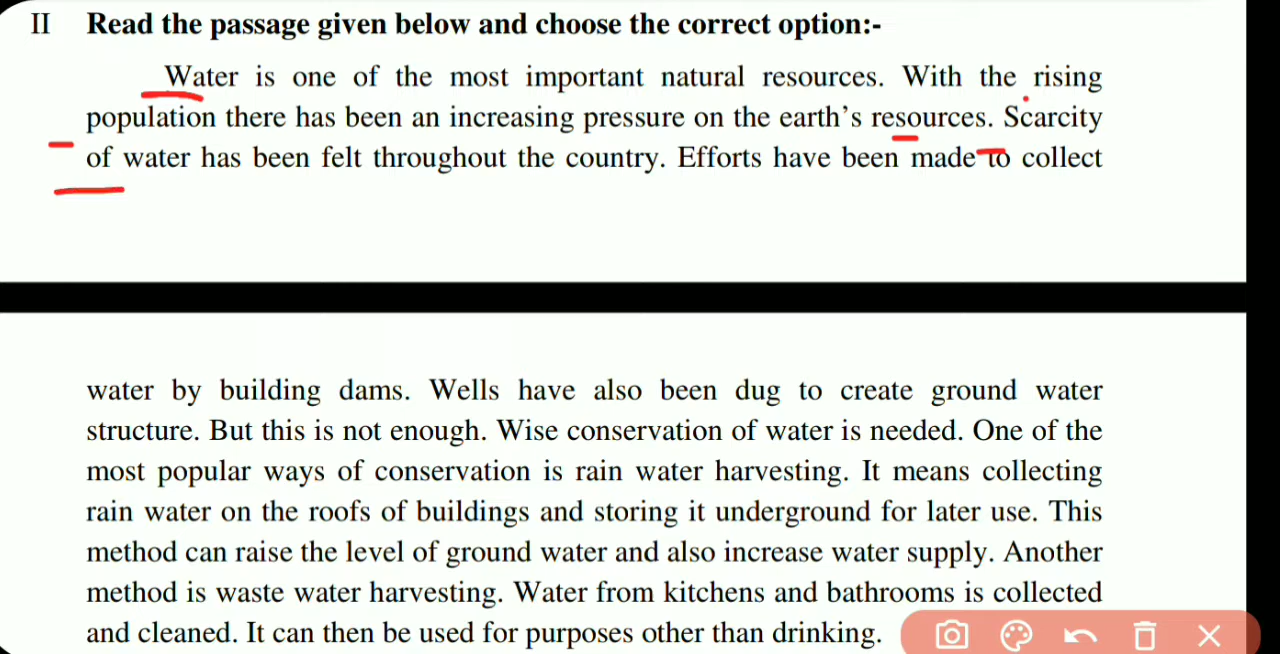 II Read the passage given below and choose the correct option:-
Water is one of the most important natural resources. With the rising
population there has been an increasing pressure on the earth's resources. Scarcity
of water has been felt throughout the country. Efforts have been made to collect
water by building dams. Wells have also been dug to create ground water
structure. But this is not enough. Wise conservation of water is needed. One of the
most popular ways of conservation is rain water harvesting. It means collecting
rain water on the roofs of buildings and storing it underground for later use. This
method can raise the level of ground water and also increase water supply. Another
method is waste water harvesting. Water from kitchens and bathrooms is collected
and cleaned. It can then be used for purposes other than drinking.